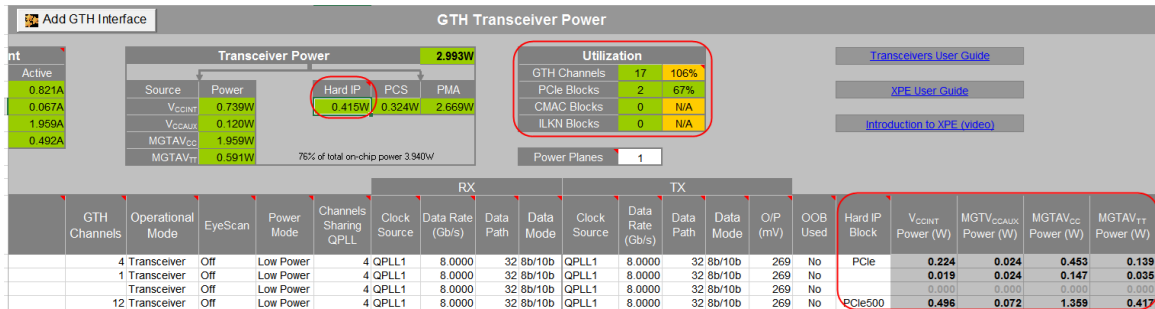 Add GTH Interface
GTH Transceiver Power
nt
Active
0.821A
0.067A
1.959A
0.492A
Transceiver Power 2.993W
Source Power
VCCINT 0.739W
VCCAUX 0.120W
MGTAVCC 1.959W
MGTAVTT 0.591W
Hard IP PCS PMA
0.415W 0.324W 2.669W
76% of total on-chip power 3.940W
Utilization
GTH Channels 17 106%
PCIe Blocks 2 67%
CMAC Blocks 0 N/A
ILKN Blocks 0 N/A
Power Planes 1
Transceivers User Guide
XPE User Guide
Introduction to XPE (video)
RX TX
GTH Channels Operational Mode EyeScan Power Mode Channels Sharing QPLL Clock Source Data Rate (Gb/s) Data Path Data Mode Clock Source Data Rate (Gb/s) Data Path Data Mode O/P (mV) OOB Used Hard IP Block VCCINT Power (W) MGTVCCAUX Power (W) MGTAVCC Power (W) MGTAVTT Power (W)
4 Transceiver Off Low Power 4 QPLL1 8.0000 32 8b/10b QPLL1 8.0000 32 8b/10b 269 No PCIe 0.224 0.024 0.453 0.139
1 Transceiver Off Low Power 4 QPLL1 8.0000 32 8b/10b QPLL1 8.0000 32 8b/10b 269 No 0.019 0.024 0.147 0.035
Transceiver Off Low Power 4 QPLL1 8.0000 32 8b/10b QPLL1 8.0000 32 8b/10b 269 No 0.000 0.000 0.000 0.000
12 Transceiver Off Low Power 4 QPLL1 8.0000 32 8b/10b QPLL1 8.0000 32 8b/10b 269 No PCIe500 0.496 0.072 1.359 0.417